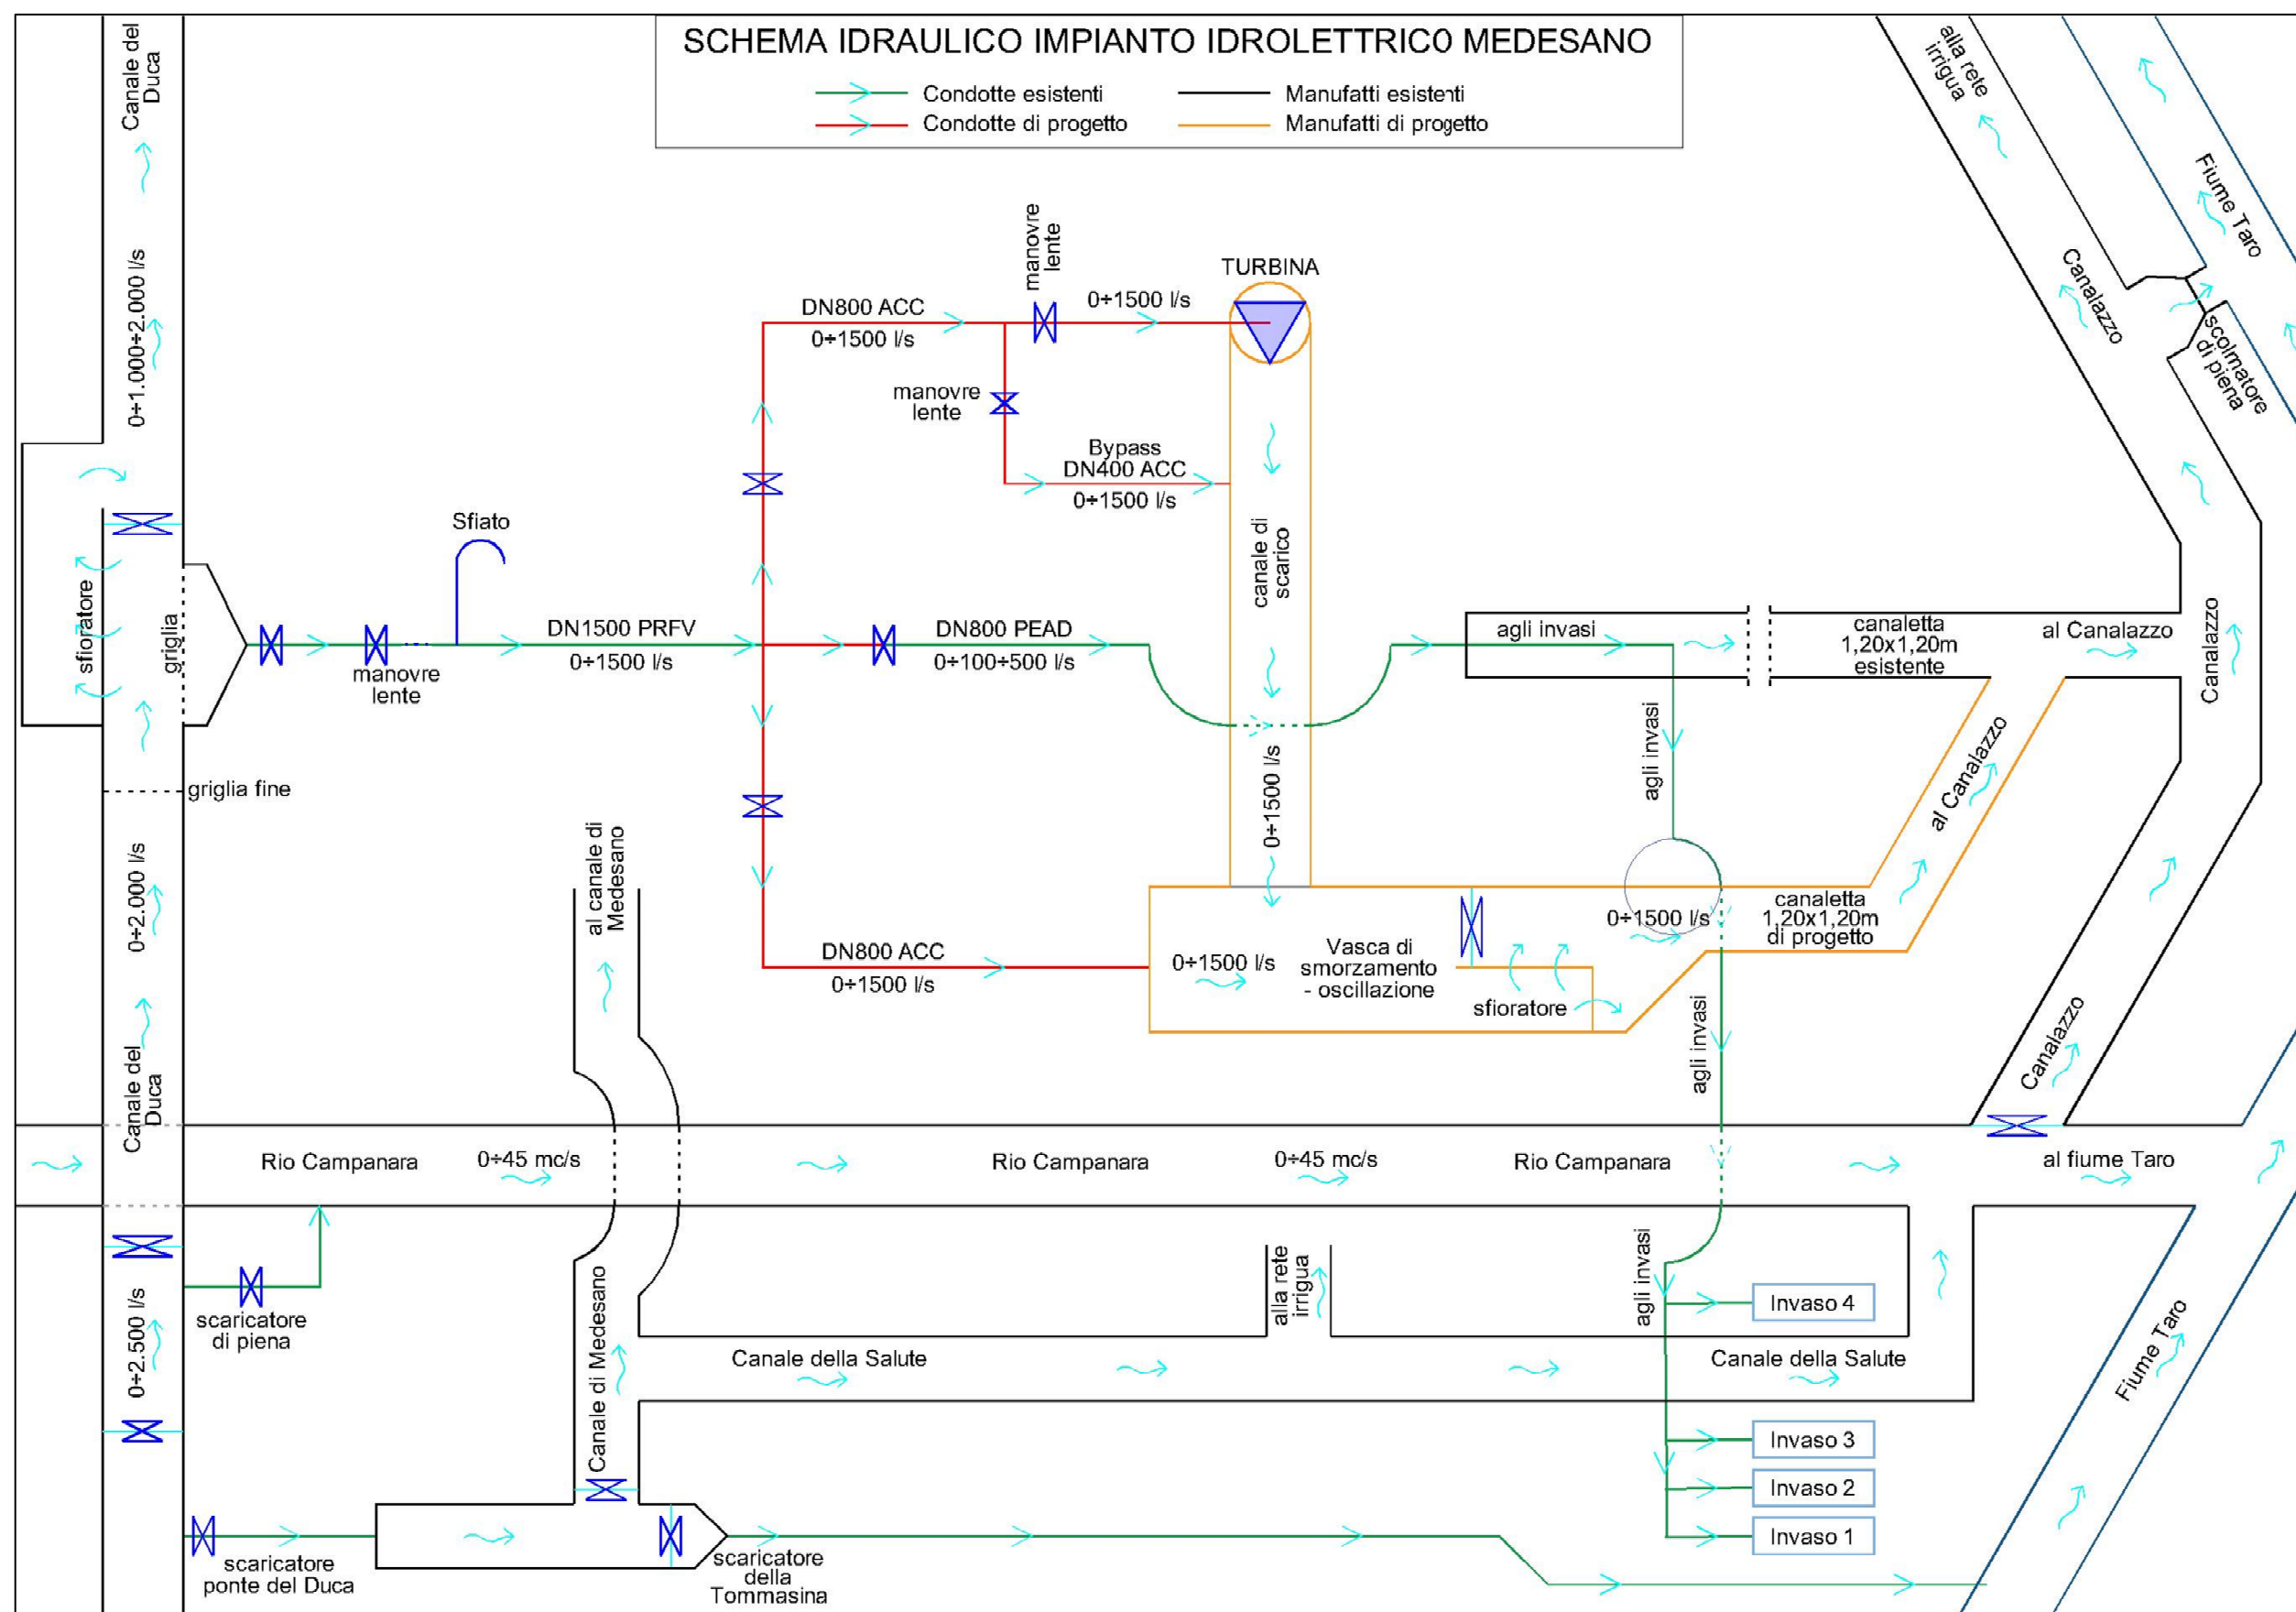 SCHEMA IDRAULICO IMPIANTO IDROLETTRICO MEDESANO
Condotte esistenti
Manufatti esistenti
Condotte di progetto
Manufatti di progetto
Canale del
Duca
0÷1.000÷2.000 l/s
sfioratore
griglia
griglia fine
0÷2.000 l/s
Canale del
Duca
0÷2.500 l/s
manovre
lente
Sfiato
DN1500 PRFV
0÷1500 l/s
DN800 ACC
0÷1500 l/s
manovre
lente
0÷1500 l/s
TURBINA
manovre
lente
Bypass
DN400 ACC
0÷1500 l/s
canale di
scarico
0÷1500 l/s
DN800 PEAD
0÷100÷500 l/s
agli invasi
canaletta
1,20x1,20m
esistente
al Canalazzo
agli invasi
alla rete
irrigua
Fiume Taro
Canalazzo
scolmatore
di piena
Canalazzo
al Canalazzo
al canale di
Medesano
DN800 ACC
0÷1500 l/s
0÷1500 l/s
Vasca di
smorzamento
- oscillazione
sfioratore
0÷1500 l/s
canaletta
1,20x1,20m
di progetto
agli invasi
Canalazzo
Rio Campanara
0÷45 mc/s
Rio Campanara
0÷45 mc/s
Rio Campanara
al fiume Taro
scaricatore
di piena
Canale di Medesano
alla rete
irrigua
agli invasi
Invaso 4
Canale della Salute
Canale della Salute
Fiume Taro
Invaso 3
Invaso 2
Invaso 1
scaricatore
ponte del Duca
scaricatore
della
Tommasina